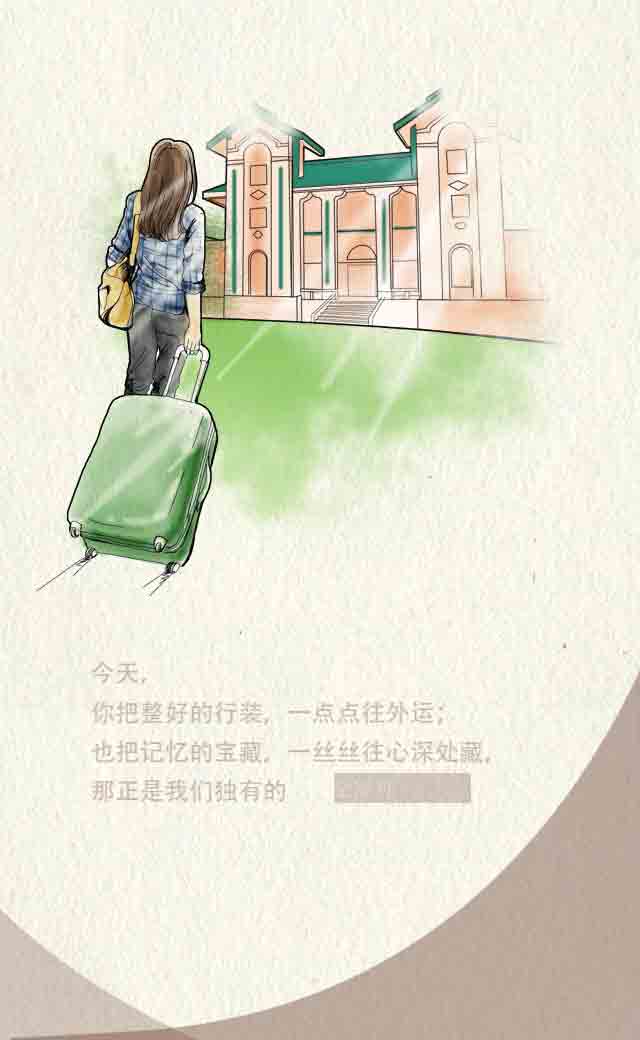 今天，
你把整好的行装，一点点往外运；
也把记忆的宝藏，一丝丝往心深处藏，
那正是我们独有的